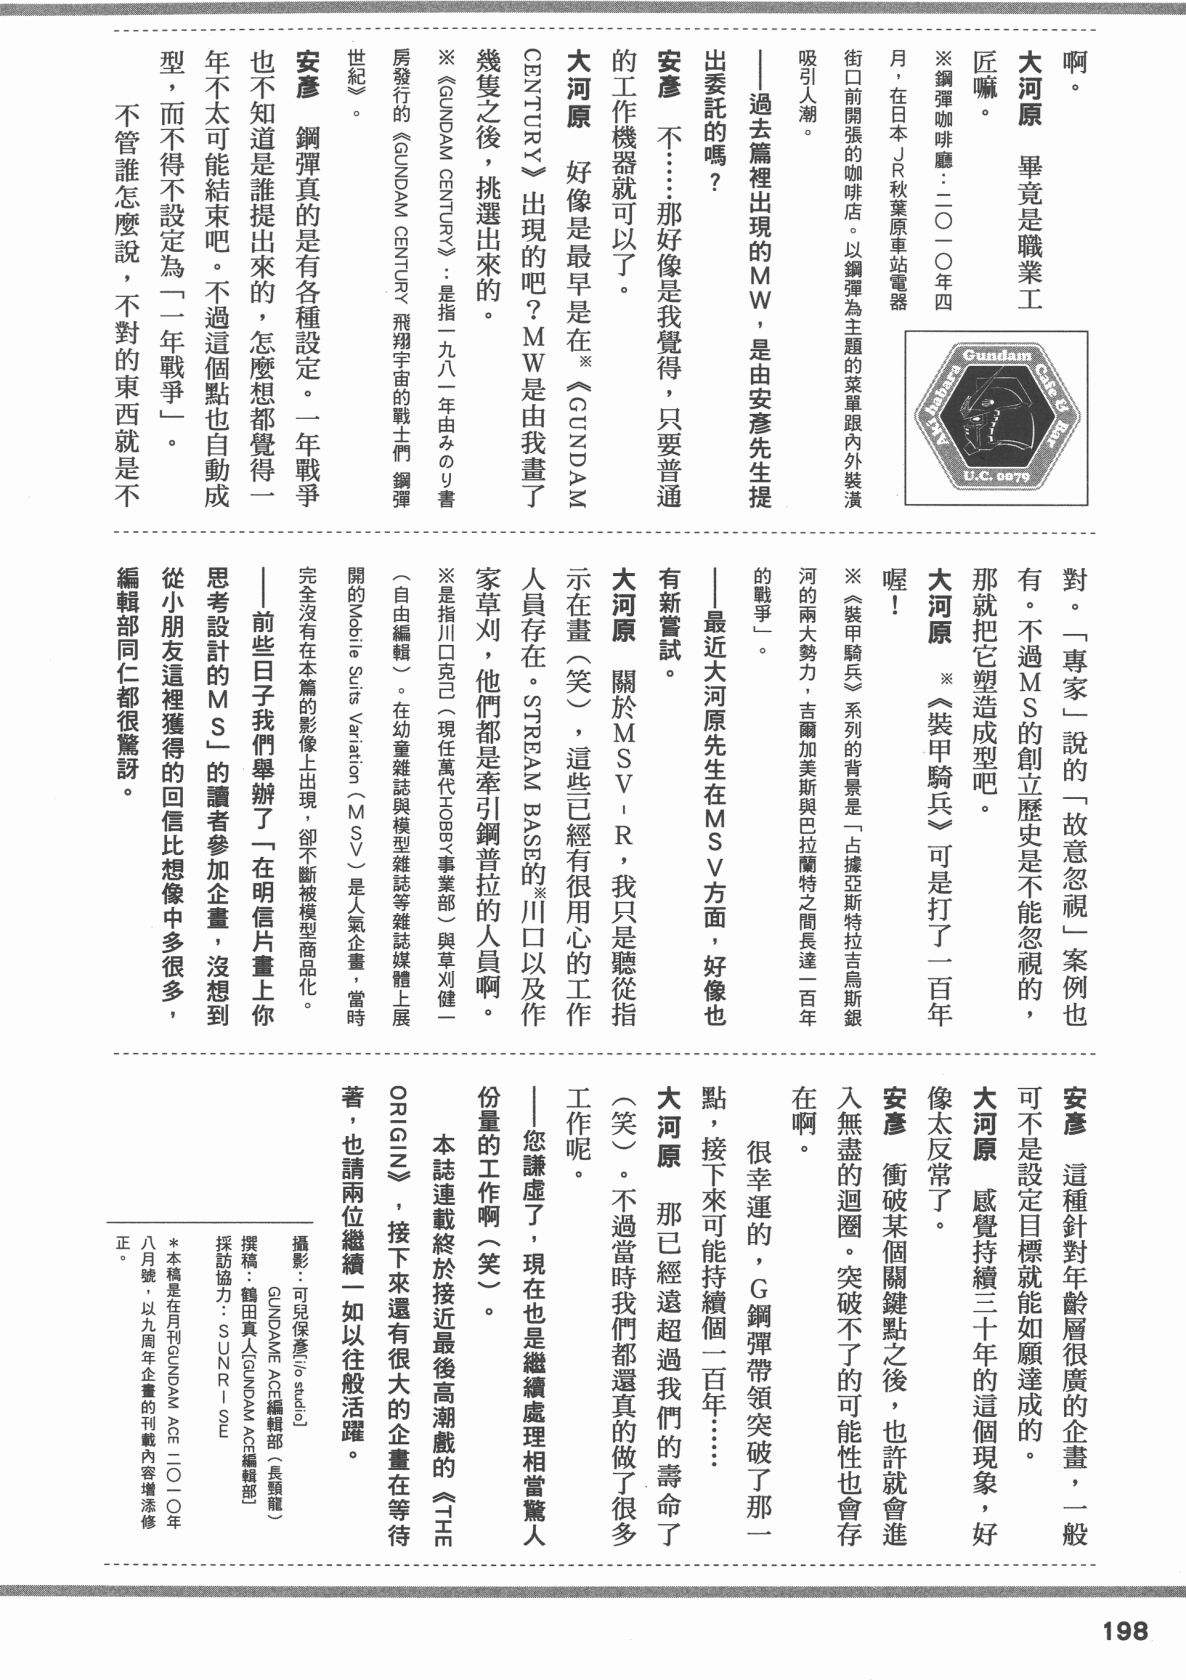 啊。
大河原　畢竟是職業工
匠嘛。
※鋼彈咖啡廳：二〇一〇年四
月，在日本JR秋葉原車站電器
街口前開張的咖啡店。以鋼彈為主題的菜單跟內外裝潢
吸引人潮。
Gundam
Cafe & Bar
AKihabara
U.C. 0079
——過去篇裡出現的MW，是由安彥先生提
出委託的嗎？
安彥　不……那好像是我覺得，只要普通
的工作機器就可以了。
大河原　好像是最早是在※《GUNDAM
CENTURY》出現的吧？MW是由我畫了
幾隻之後，挑選出來的。
※《GUNDAM CENTURY》：是指一九八一年由みのり書
房發行的《GUNDAM CENTURY 飛翔宇宙的戰士們 鋼彈
世紀》。
安彥　鋼彈真的是有各種設定。一年戰爭
也不知道是誰提出來的，怎麼想都覺得一
年不太可能結束吧。不過這個點也自動成
型，而不得不設定為「一年戰爭」。
不管誰怎麼說，不對的東西就是不
對。「專家」說的「故意忽視」案例也
有。不過MS的創立歷史是不能忽視的，
那就把它塑造成型吧。
大河原　※《裝甲騎兵》可是打了一百年
喔！
※《裝甲騎兵》系列的背景是「占據亞斯特拉吉烏斯銀
河的兩大勢力，吉爾加美斯與巴拉蘭特之間長達一百年
的戰爭」。
——最近大河原先生在MSV方面，好像也
有新嘗試。
大河原　關於MSV-R，我只是聽從指
示在畫（笑），這些已經有很用心的工作
人員存在。STREAM BASE的※川口以及作
家草刈，他們都是牽引鋼普拉的人員啊。
※是指川口克己（現任萬代HOBBY事業部）與草刈健一
（自由編輯）。在幼童雜誌與模型雜誌等雜誌媒體上展
開的Mobile Suits Variation（MSV）是人氣企畫，當時
完全沒有在本篇的影像上出現，卻不斷被模型商品化。
——前些日子我們舉辦了「在明信片畫上你
思考設計的MS」的讀者參加企畫，沒想到
從小朋友這裡獲得的回信比想像中多很多，
編輯部同仁都很驚訝。
安彥　這種針對年齡層很廣的企畫，一般
可不是設定目標就能如願達成的。
大河原　感覺持續三十年的這個現象，好
像太反常了。
安彥　衝破某個關鍵點之後，也許就會進
入無盡的迴圈。突破不了的可能性也會存
在啊。
很幸運的，G鋼彈帶領突破了那一
點，接下來可能持續個一百年……
大河原　那已經遠超過我們的壽命了
（笑）。不過當時我們都還真的做了很多
工作呢。
——您謙虛了，現在也是繼續處理相當驚人
份量的工作啊（笑）。
本誌連載終於接近最後高潮戲的《THE
ORIGIN》，接下來還有很大的企畫在等待
著，也請兩位繼續一如以往般活躍。
攝影：可兒保彥[i/o studio]
GUNDAME ACE編輯部（長頸龍）
撰稿：鶴田真人[GUNDAM ACE編輯部]
採訪協力：SUNRISE
＊本稿是在月刊GUNDAM ACE 二〇一〇年
八月號，以九周年企畫的刊載內容增添修
正。
198